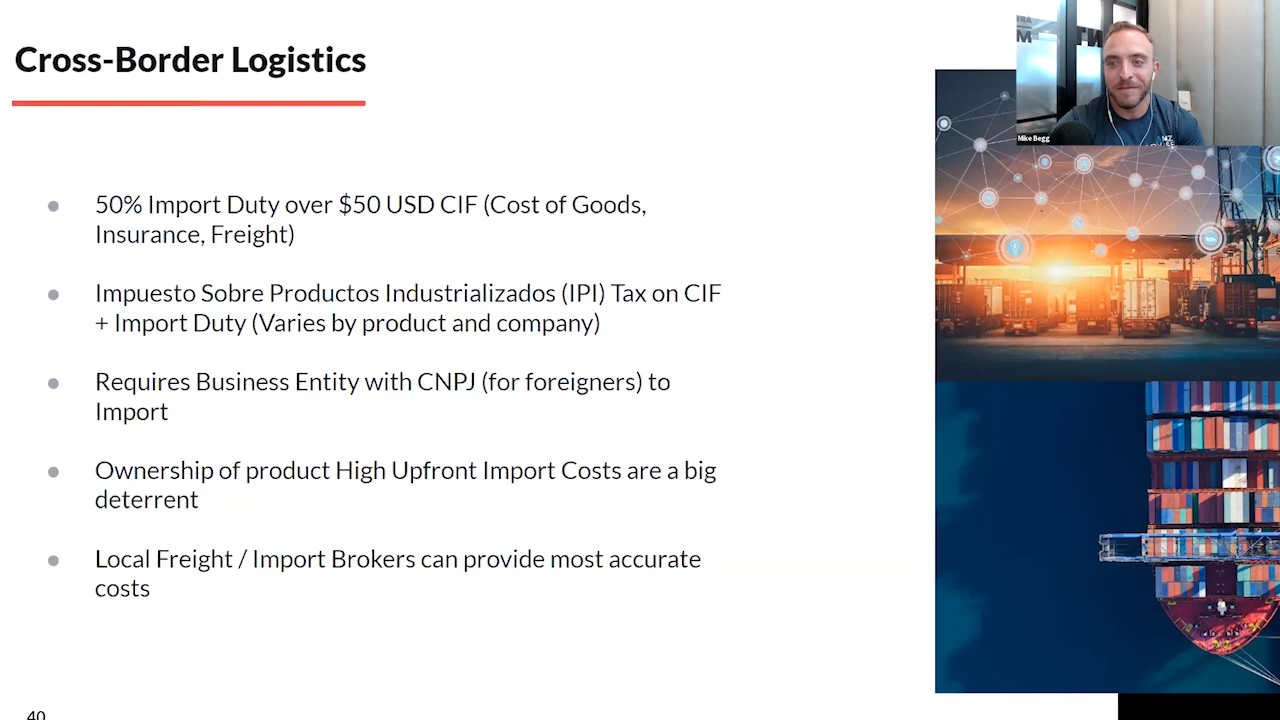 Cross-Border Logistics
50% Import Duty over $50 USD CIF (Cost of Goods,
Insurance, Freight)
Impuesto Sobre Productos Industrializados (IPI) Tax on CIF
+ Import Duty (Varies by product and company)
Requires Business Entity with CNPJ (for foreigners) to
Import
Ownership of product High Upfront Import Costs are a big
deterrent
Local Freight / Import Brokers can provide most accurate
costs
40
Mike Begg